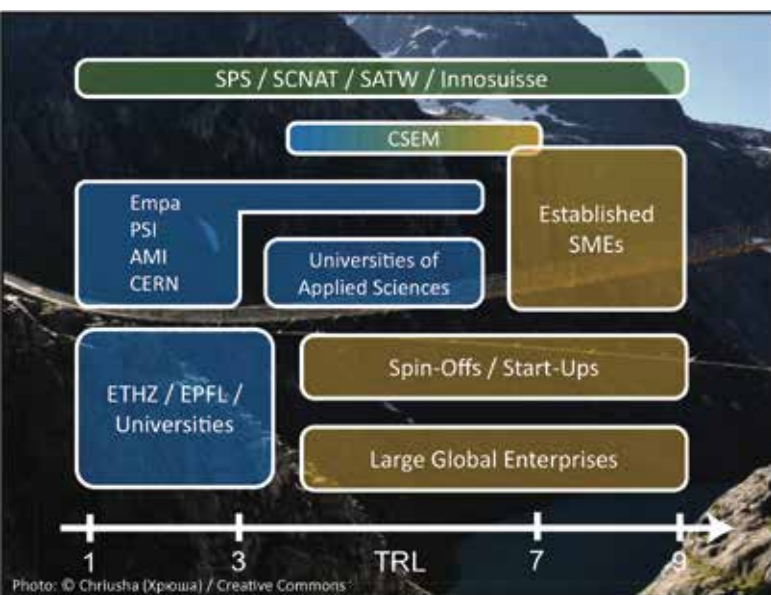 SPS / SCNAT / SATW / Innosuisse
CSEM
Empa
PSI
AMI
CERN
Established
SMEs
Universities of
Applied Sciences
ETHZ / EPFL /
Universities
Spin-Offs / Start-Ups
Large Global Enterprises
1 3 TRL 7 9
Photo: © Chriusha (Хрюша) / Creative Commons